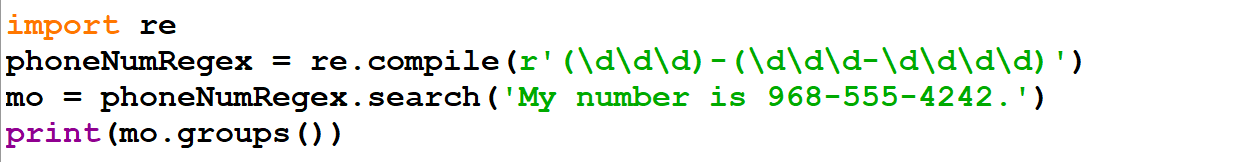 import re
phoneNumRegex = re.compile(r'(\d\d\d)-(\d\d\d-\d\d\d\d)')
mo = phoneNumRegex.search('My number is 968-555-4242.')
print(mo.groups())